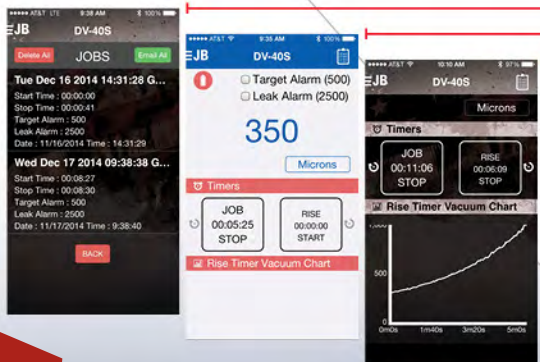 AT&T LTE 9:38 AM 100%
JB DV-40S
Delete All JOBS Email All
Tue Dec 16 2014 14:31:28 G...
Start Time : 00:00:00
Stop Time : 00:00:41
Target Alarm : 500
Leak Alarm : 2500
Date : 11/16/2014 Time : 14:31:29
Wed Dec 17 2014 09:38:38 G...
Start Time : 00:08:27
Stop Time : 00:08:30
Target Alarm : 500
Leak Alarm : 2500
Date : 11/17/2014 Time : 9:38:40
BACK
AT&T 9:35 AM 100%
JB DV-40S
Target Alarm (500)
Leak Alarm (2500)
350
Microns
Timers
JOB
00:05:25
STOP
RISE
00:00:00
START
Rise Timer Vacuum Chart
AT&T 10:10 AM 97%
JB DV-40S
Microns
Timers
JOB
00:11:06
STOP
RISE
00:06:09
STOP
Rise Timer Vacuum Chart
1,000
500
0
0m0s 1m40s 3m20s 5m0s